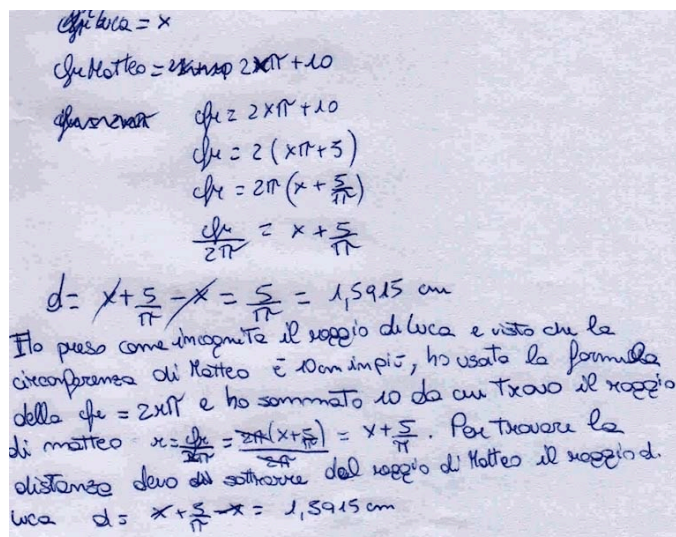 Luca = x
cfr Matteo = 2xπ + 10
cfr = 2xπ + 10
cfr = 2 (xπ + 5)
cfr = 2π (x + 5/π)
cfr/2π = x + 5/π
d = x + 5/π - x = 5/π = 1,5915 cm
Ho preso come incognita il raggio di Luca e visto che la
circonferenza di Matteo è 10 cm in più, ho usato la formula
della cfr = 2xπ e ho sommato 10 da cui trovo il raggio
di matteo r = cfr/2π = 2π(x + 5/π)/2π = x + 5/π. Per trovare la
distanza devo sottrarre dal raggio di Matteo il raggio di
Luca d = x + 5/π - x = 1,5915 cm